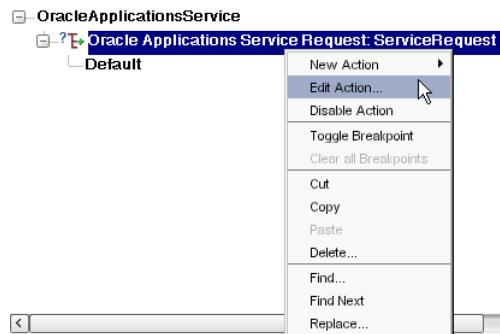 OracleApplicationsService
Oracle Applications Service Request: ServiceRequest
Default
New Action
Edit Action...
Disable Action
Toggle Breakpoint
Clear all Breakpoints
Cut
Copy
Paste
Delete...
Find...
Find Next
Replace...